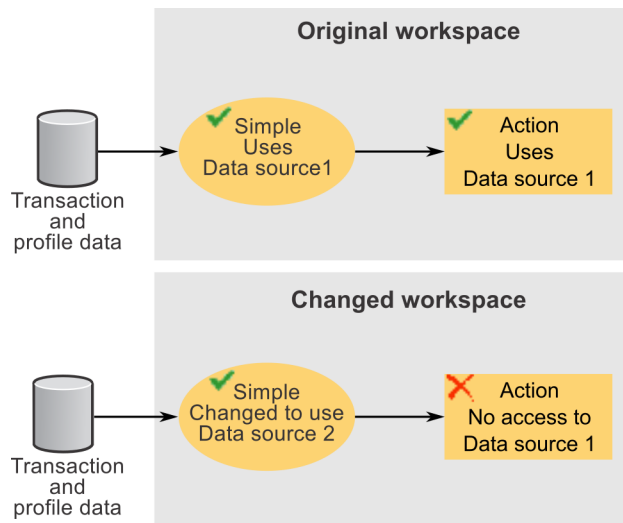 Original workspace
Simple
Uses
Data source1
Action
Uses
Data source 1
Transaction
and
profile data
Changed workspace
Simple
Changed to use
Data source 2
Action
No access to
Data source 1
Transaction
and
profile data